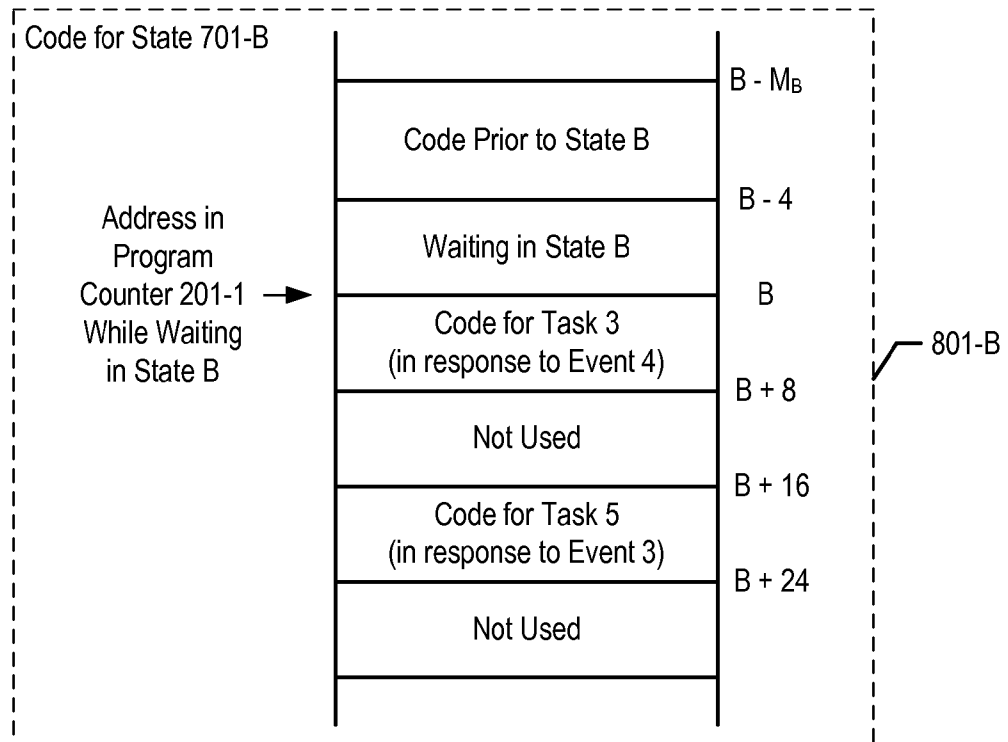 Code for State 701-B
B - MB
Code Prior to State B
B - 4
Waiting in State B
Address in
Program
Counter 201-1
While Waiting
in State B
B
Code for Task 3
(in response to Event 4)
801-B
B + 8
Not Used
B + 16
Code for Task 5
(in response to Event 3)
B + 24
Not Used